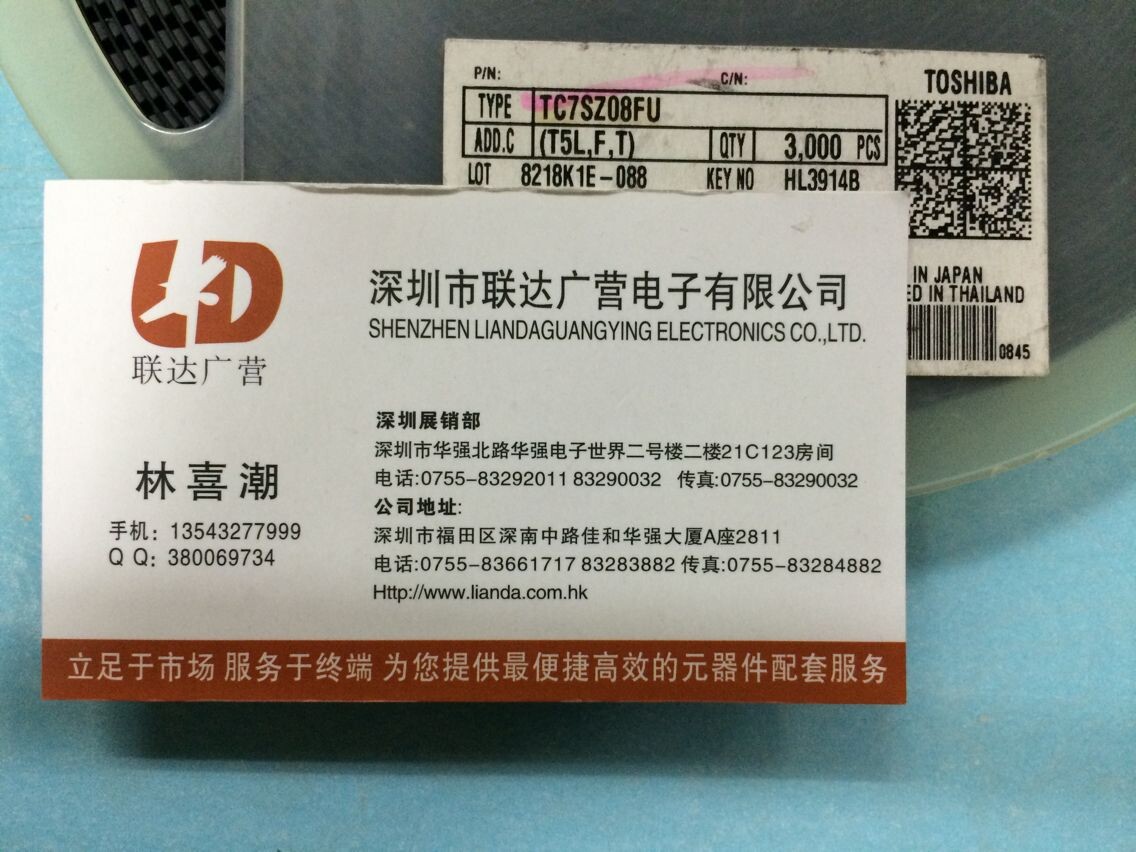 P/N: C/N: TOSHIBA
TYPE TC7SZ08FU
ADD.C (T5L,F,T) QTY 3,000 PCS
LOT 8218K1E-088 KEY NO HL3914B
IN JAPAN
ED IN THAILAND
0845
LD
联达广营
深圳市联达广营电子有限公司
SHENZHEN LIANDAGUANGYING ELECTRONICS CO.,LTD.
林喜潮
手机: 13543277999
Q Q: 380069734
深圳展销部
深圳市华强北路华强电子世界二号楼二楼21C123房间
电话:0755-83292011 83290032 传真:0755-83290032
公司地址:
深圳市福田区深南中路佳和华强大厦A座2811
电话:0755-83661717 83283882 传真:0755-83284882
Http://www.lianda.com.hk
立足于市场 服务于终端 为您提供最便捷高效的元器件配套服务